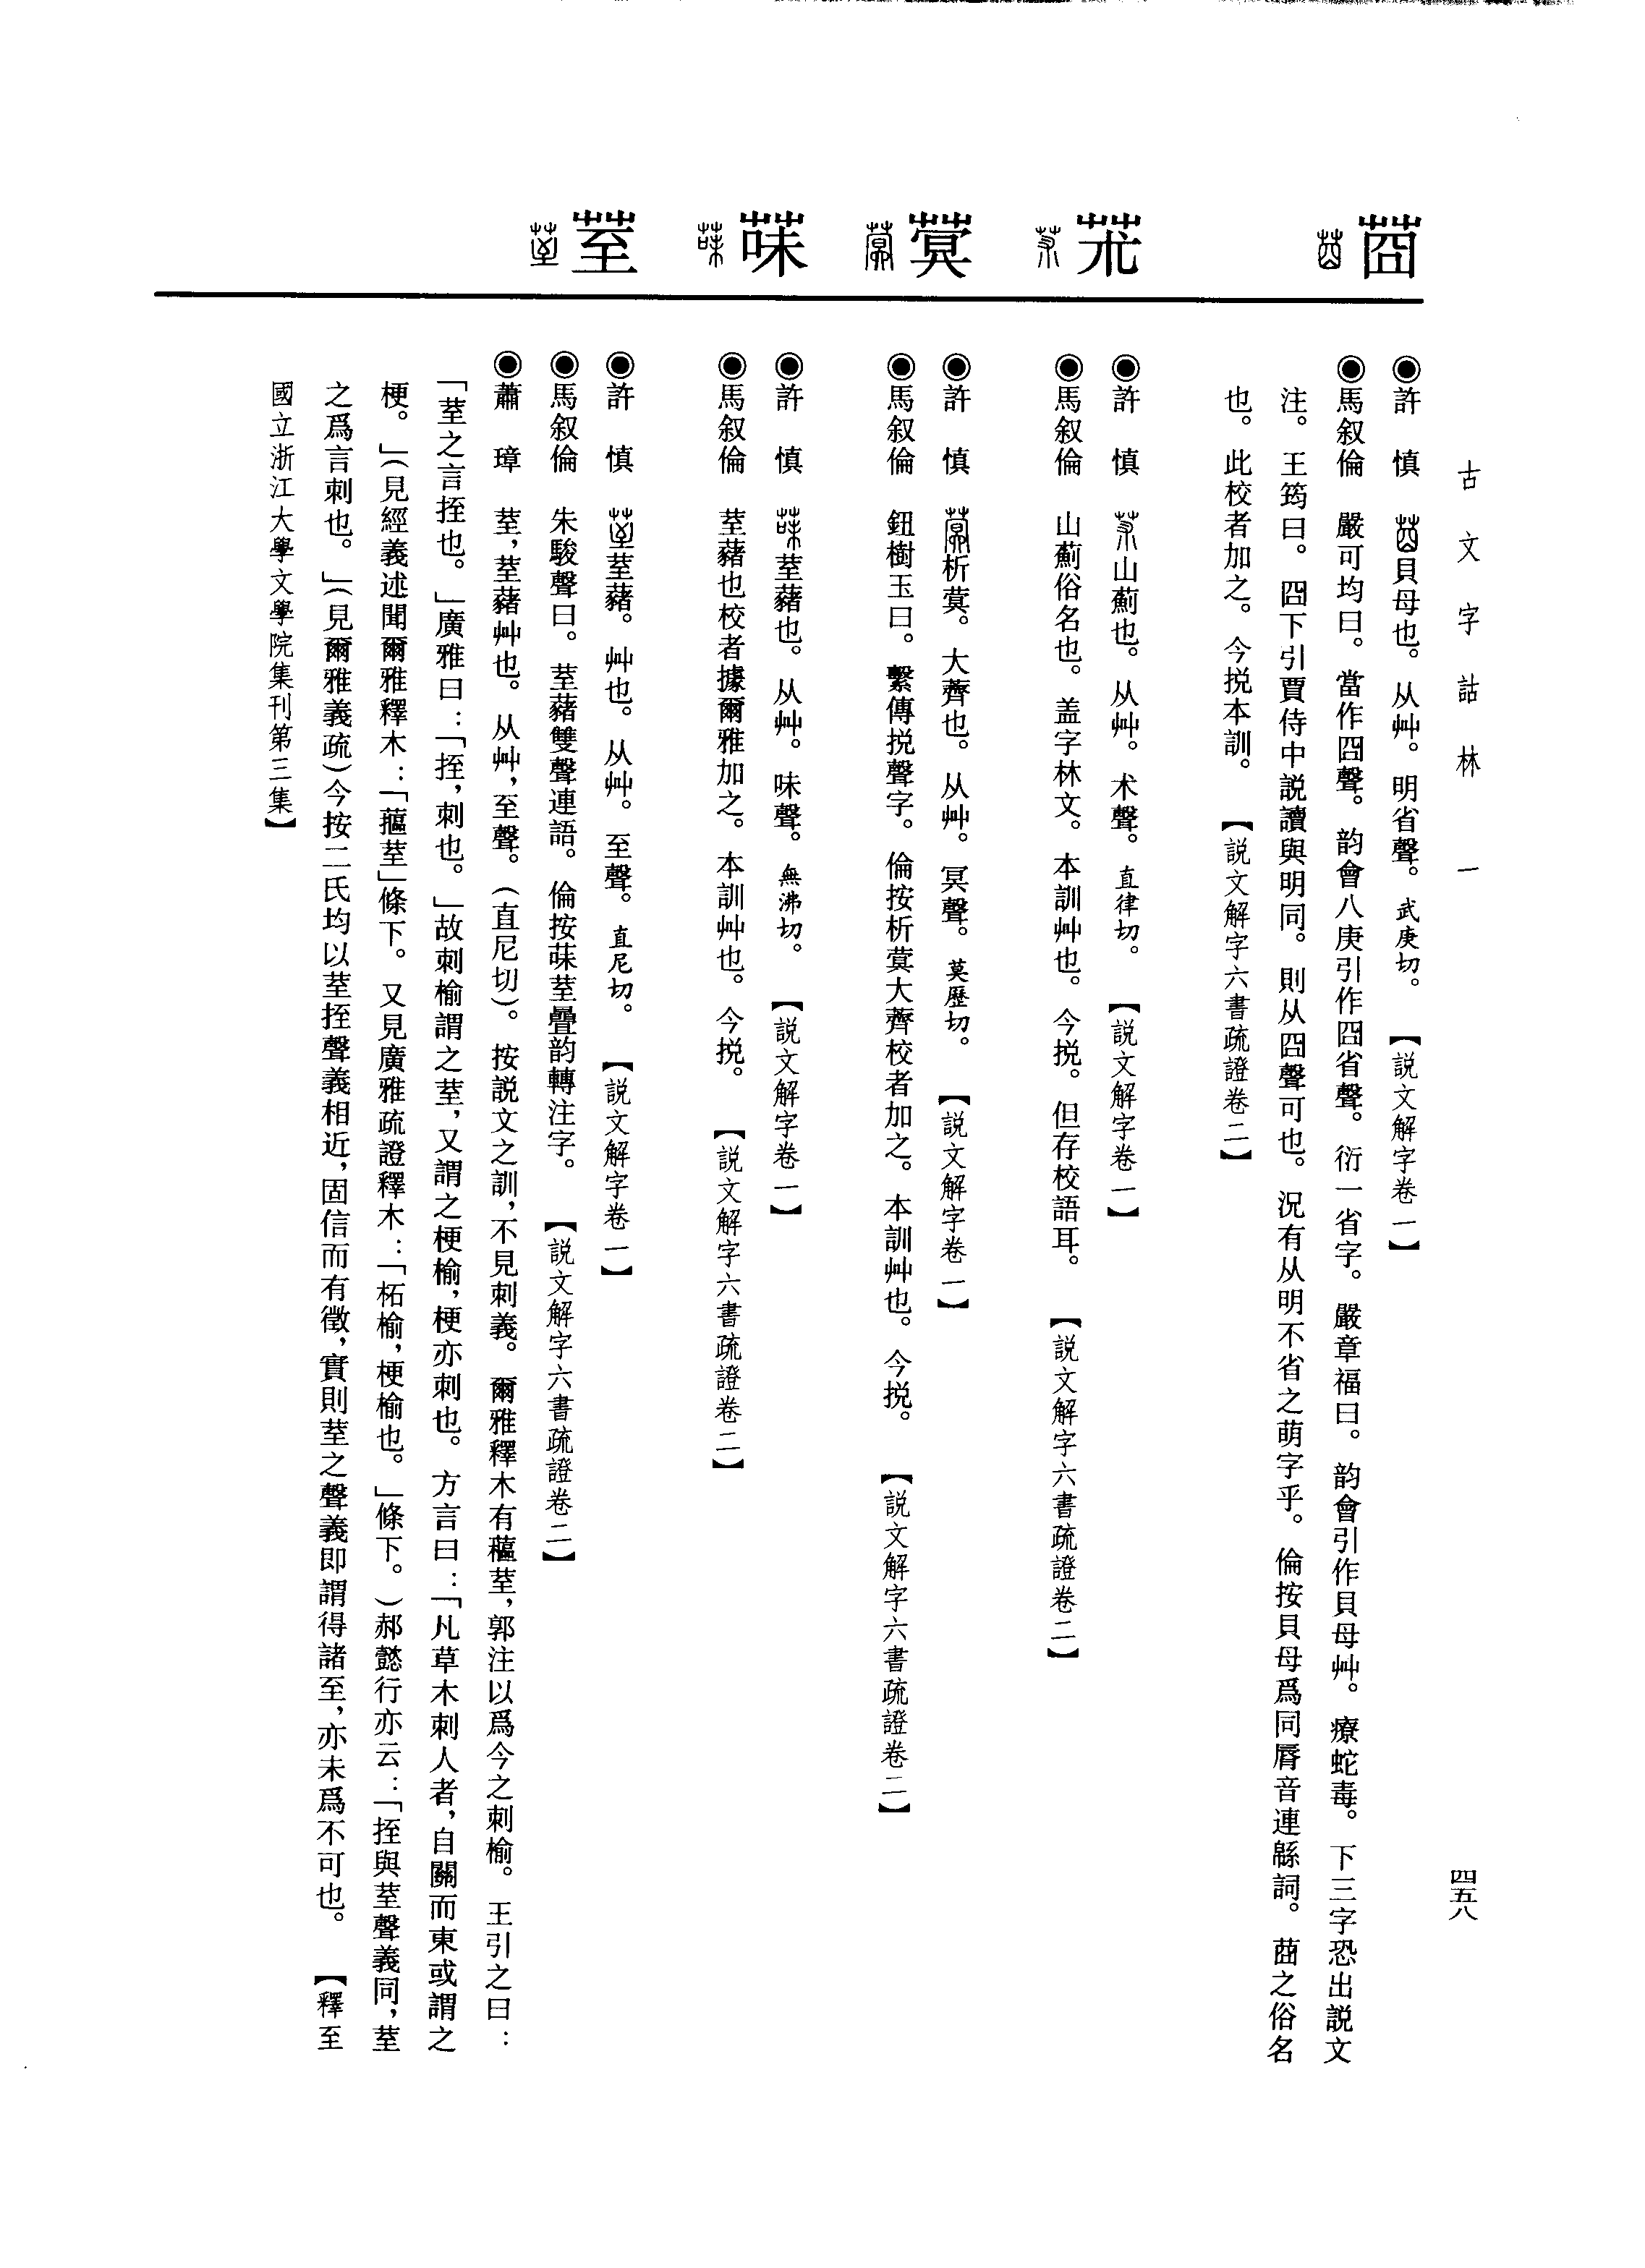 古文字詁林 一
四五八
莔
◉許 慎 莔貝母也。从艸。明省聲。武庚切。【説文解字卷一】
◉馬叙倫 嚴可均曰。當作囧聲。韵會八庚引作囧省聲。衍一省字。嚴章福曰。韵會引作貝母艸。療蛇毒。下三字恐出説文
注。王筠曰。囧下引賈侍中説讀與明同。則从囧聲可也。況有从明不省之萌字乎。倫按貝母爲同脣音連緜詞。莔之俗名
也。此校者加之。今捝本訓。【説文解字六書疏證卷二】
荒
◉許 慎 山薊也。从艸。术聲。直律切。【説文解字卷一】
◉馬叙倫 山薊俗名也。盖字林文。本訓艸也。今捝。但存校語耳。【説文解字六書疏證卷二】
蓂
◉許 慎 蓂析蓂。大薺也。从艸。冥聲。莫歷切。【説文解字卷一】
◉馬叙倫 鈕樹玉曰。繫傳捝聲字。倫按析蓂大薺校者加之。本訓艸也。今捝。【説文解字六書疏證卷二】
菋
◉許 慎 菋荎藸也。从艸。味聲。無沸切。【説文解字卷一】
◉馬叙倫 荎藸也校者據爾雅加之。本訓艸也。今捝。【説文解字六書疏證卷二】
荎
◉許 慎 荎荎藸。艸也。从艸。至聲。直尼切。【説文解字卷一】
◉馬叙倫 朱駿聲曰。荎藸雙聲連語。倫按菋荎疊韵轉注字。【説文解字六書疏證卷二】
◉蕭 璋 荎，荎藸艸也。从艸，至聲。（直尼切）。按説文之訓，不見刺義。爾雅釋木有藲荎，郭注以爲今之刺榆。王引之曰：
「荎之言挃也。」廣雅曰：「挃，刺也。」故刺榆謂之荎，又謂之梗榆，梗亦刺也。方言曰：「凡草木刺人者，自關而東或謂之
梗。」（見經義述聞爾雅釋木：「蓲荎」條下。又見廣雅疏證釋木：「柘榆，梗榆也。」條下。）郝懿行亦云：「挃與荎聲義同，荎
之爲言刺也。」（見爾雅義疏）今按二氏均以荎挃聲義相近，固信而有徵，實則荎之聲義即謂得諸至，亦未爲不可也。【釋至
國立浙江大學文學院集刊第三集】